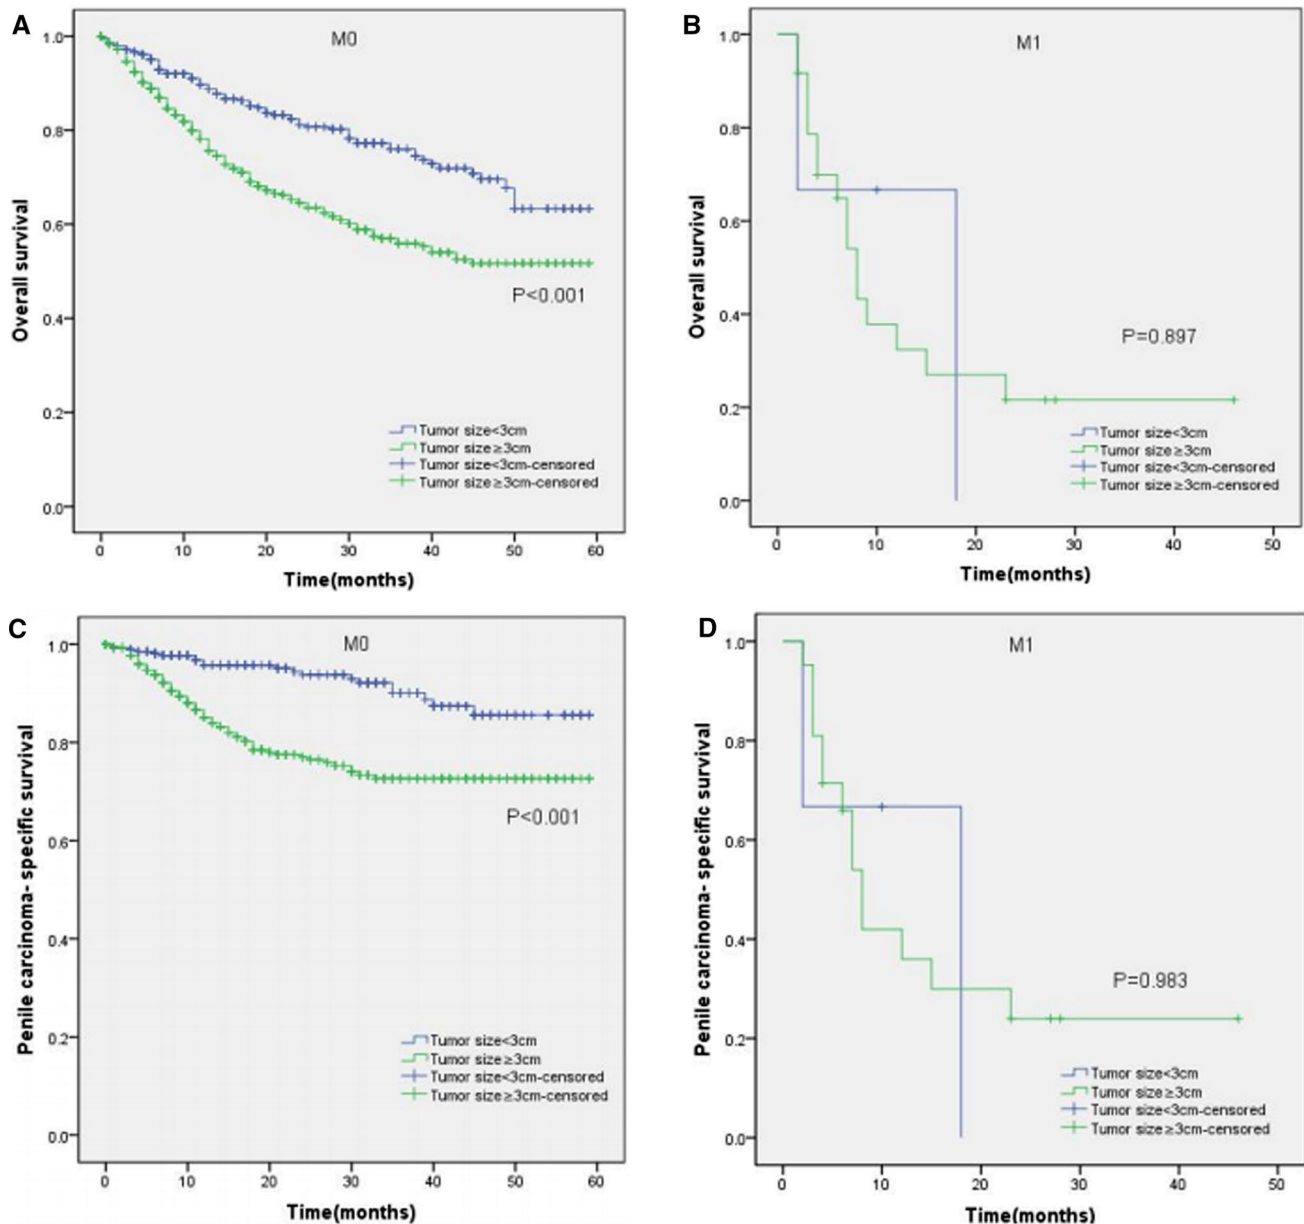 A
M0
1.0
0.8
0.6
0.4
0.2
0.0
Overall survival
P<0.001
Tumor size<3cm
Tumor size≥3cm
Tumor size<3cm-censored
Tumor size≥3cm-censored
0 10 20 30 40 50 60
Time(months)
B
M1
1.0
0.8
0.6
0.4
0.2
0.0
Overall survival
P=0.897
Tumor size<3cm
Tumor size≥3cm
Tumor size<3cm-censored
Tumor size≥3cm-censored
0 10 20 30 40 50
Time(months)
C
M0
1.0
0.8
0.6
0.4
0.2
0.0
Penile carcinoma- specific survival
P<0.001
Tumor size<3cm
Tumor size≥3cm
Tumor size<3cm-censored
Tumor size≥3cm-censored
0 10 20 30 40 50 60
Time(months)
D
M1
1.0
0.8
0.6
0.4
0.2
0.0
Penile carcinoma- specific survival
P=0.983
Tumor size<3cm
Tumor size≥3cm
Tumor size<3cm-censored
Tumor size≥3cm-censored
0 10 20 30 40 50
Time(months)